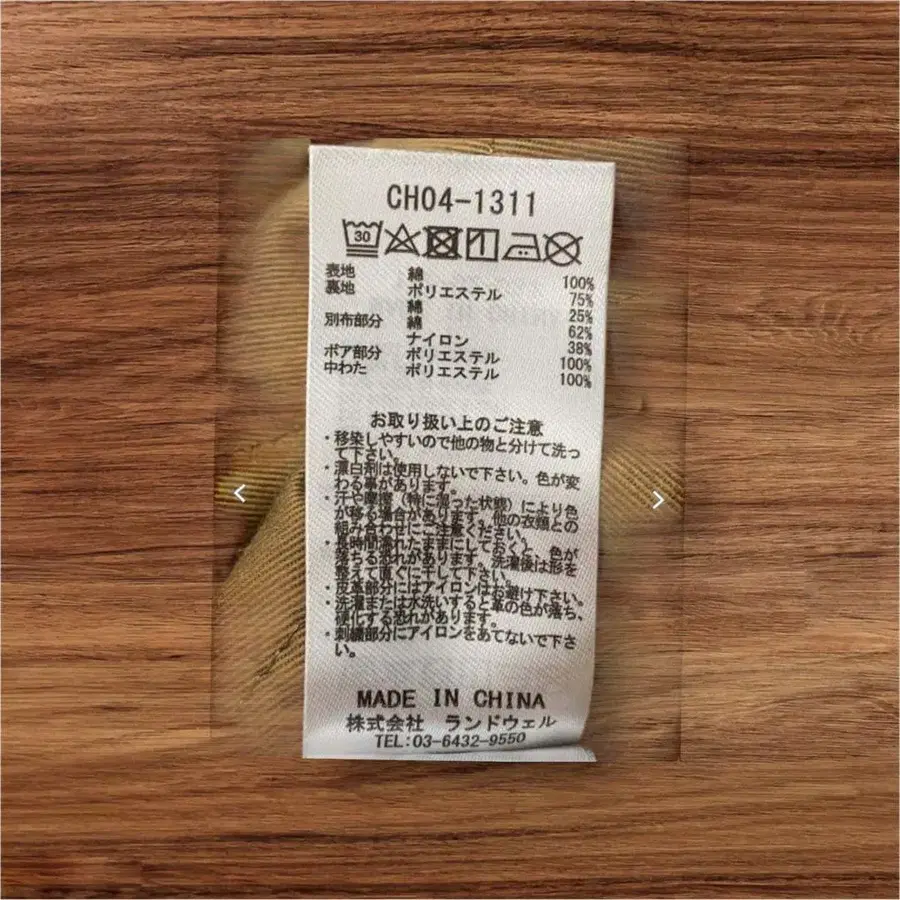 CH04-1311
30
表地 綿 100%
裏地 ポリエステル 75%
綿 25%
別布部分 綿 62%
ナイロン 38%
ボア部分 ポリエステル 100%
中わた ポリエステル 100%
お取り扱い上のご注意
・移染しやすいので他の物と分けて洗っ
て下さい。
・漂白剤は使用しないで下さい。色が変
わる事があります。
・汗や摩擦（特に湿った状態）により色
が移る場合があります。他の衣類との
組み合わせにご注意ください。
・長時間濡れたままにしておくと、色が
落ちる恐れがあります。洗濯後は形を
整えて直ぐに干して下さい。
・皮革部分にはアイロンはお避け下さい。
・洗濯または水洗いすると革の色が落ち、
硬化する恐れがあります。
・刺繍部分にアイロンをあてないで下さ
い。
MADE IN CHINA
株式会社 ランドウェル
TEL:03-6432-9550